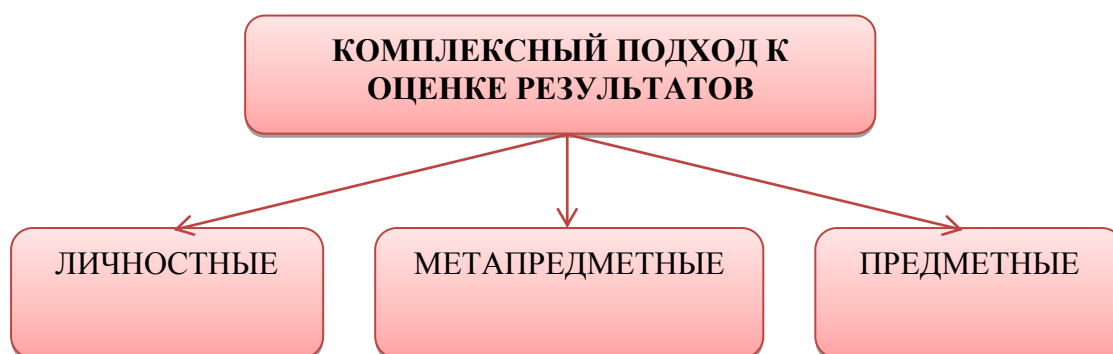 КОМПЛЕКСНЫЙ ПОДХОД К
ОЦЕНКЕ РЕЗУЛЬТАТОВ
ЛИЧНОСТНЫЕ
МЕТАПРЕДМЕТНЫЕ
ПРЕДМЕТНЫЕ